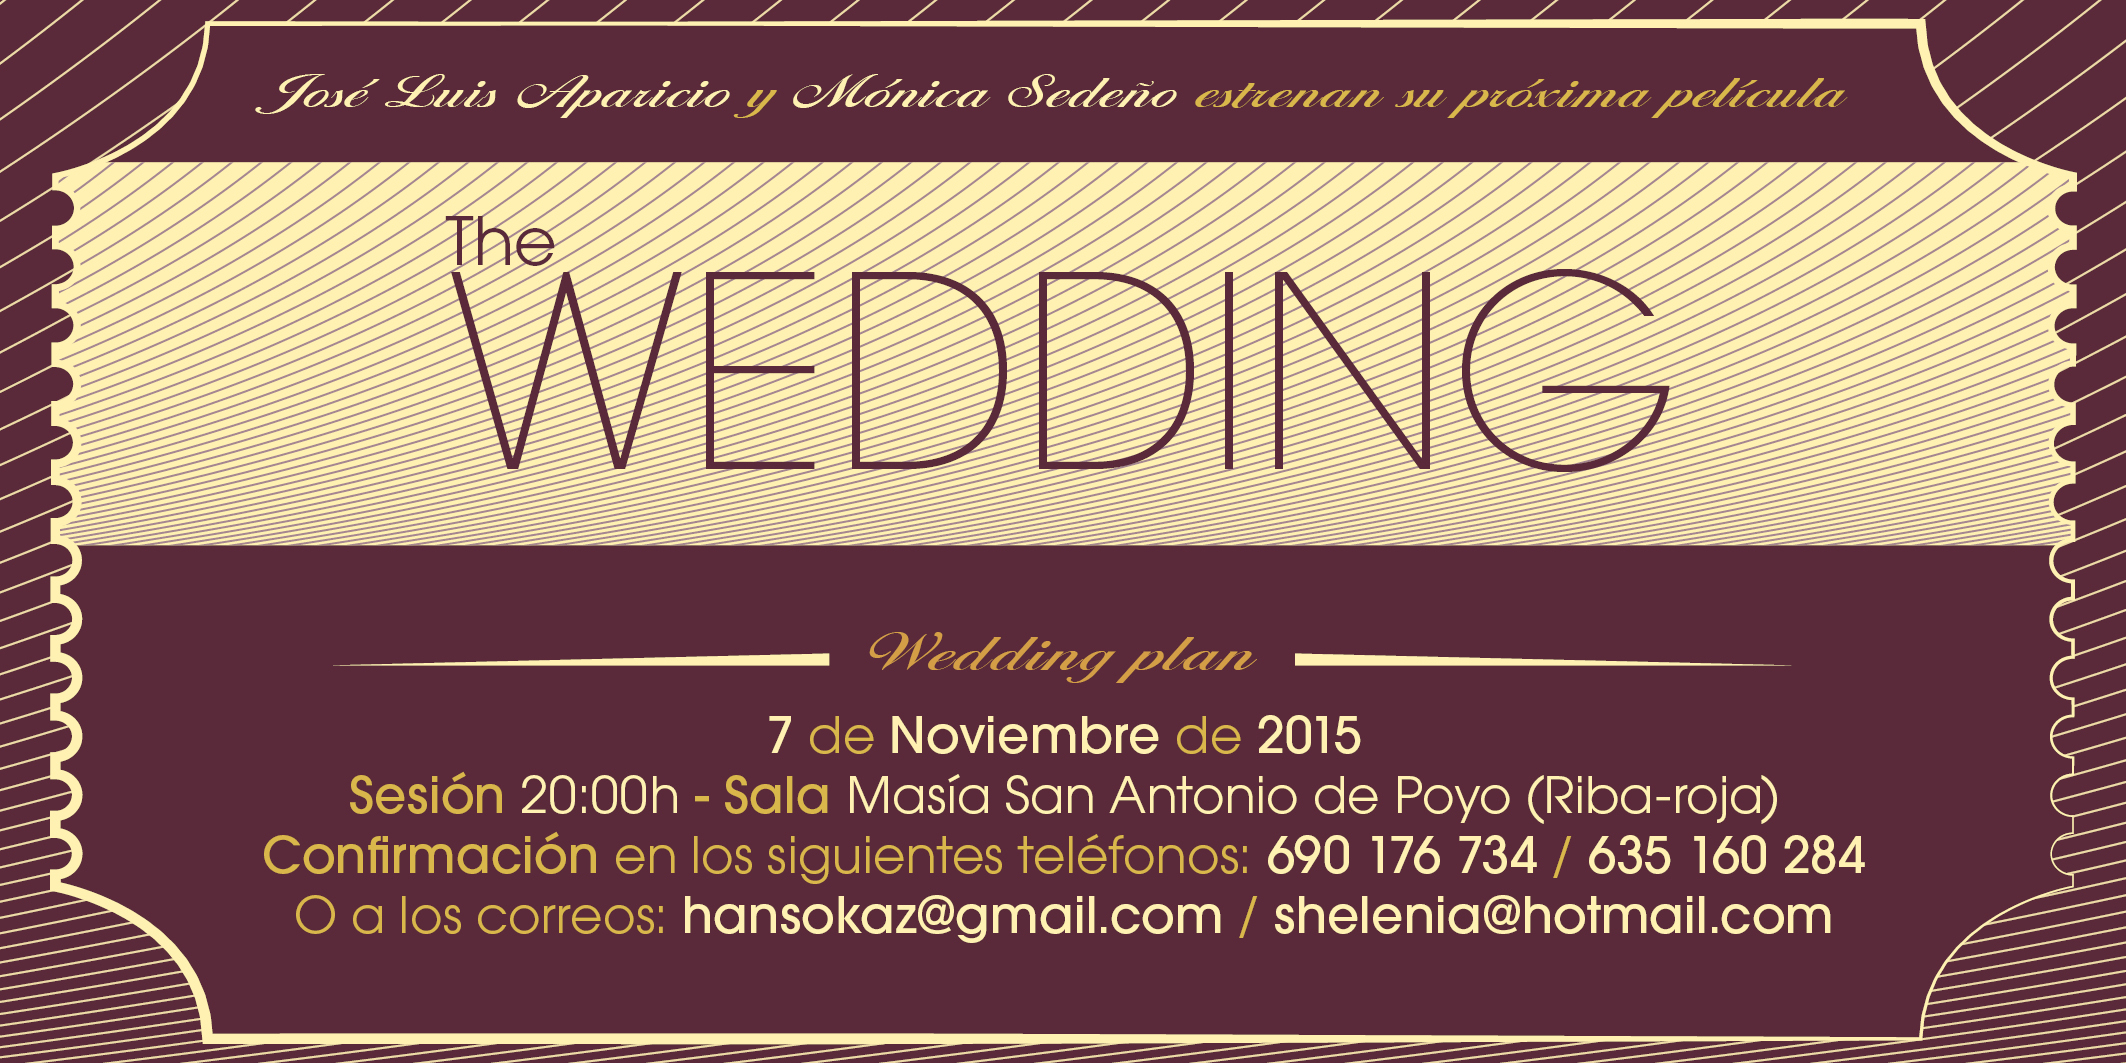 José Luis Aparicio y Mónica Sedeño estrenan su próxima película
The
WEDDING
Wedding plan
7 de Noviembre de 2015
Sesión 20:00h - Sala Masía San Antonio de Poyo (Riba-roja)
Confirmación en los siguientes teléfonos: 690 176 734 / 635 160 284
O a los correos: hansokaz@gmail.com / shelenia@hotmail.com